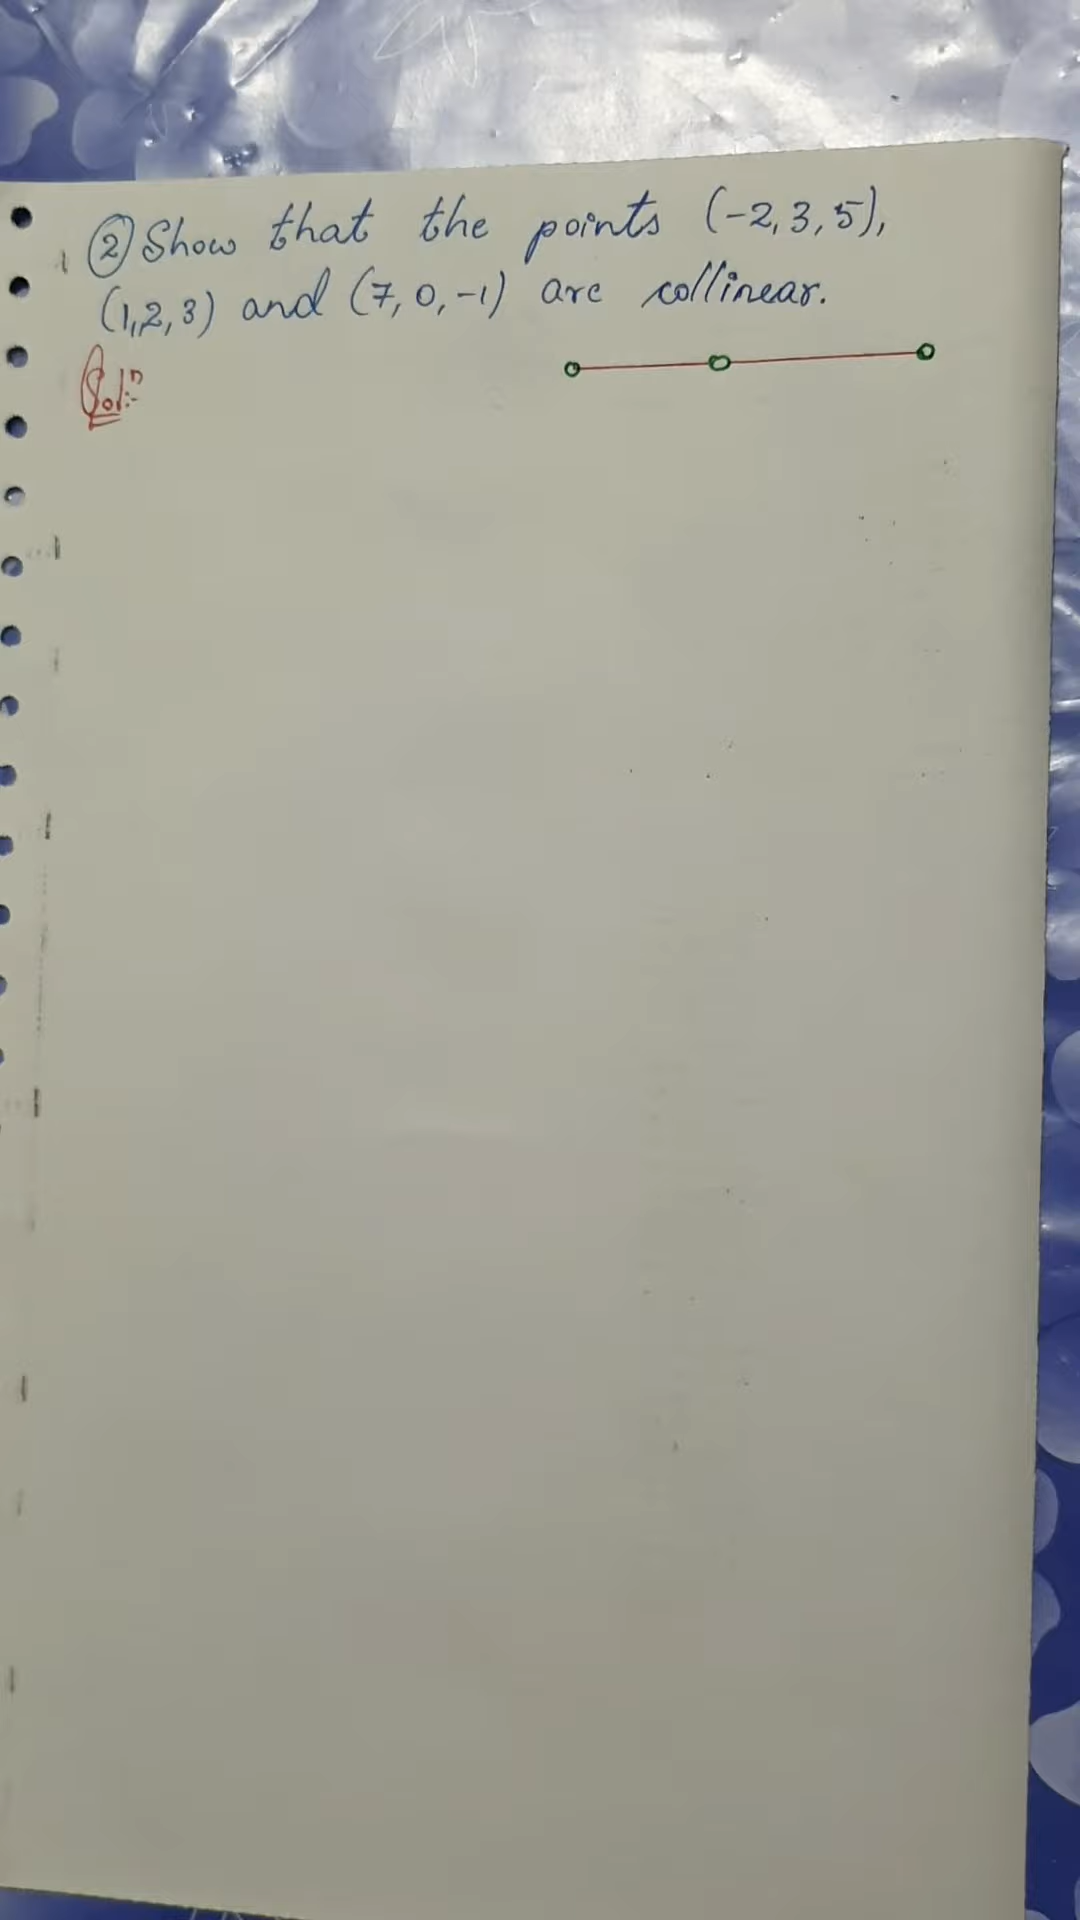 ② Show that the points (-2, 3, 5),
(1, 2, 3) and (7, 0, -1) are collinear.
Solⁿ:-